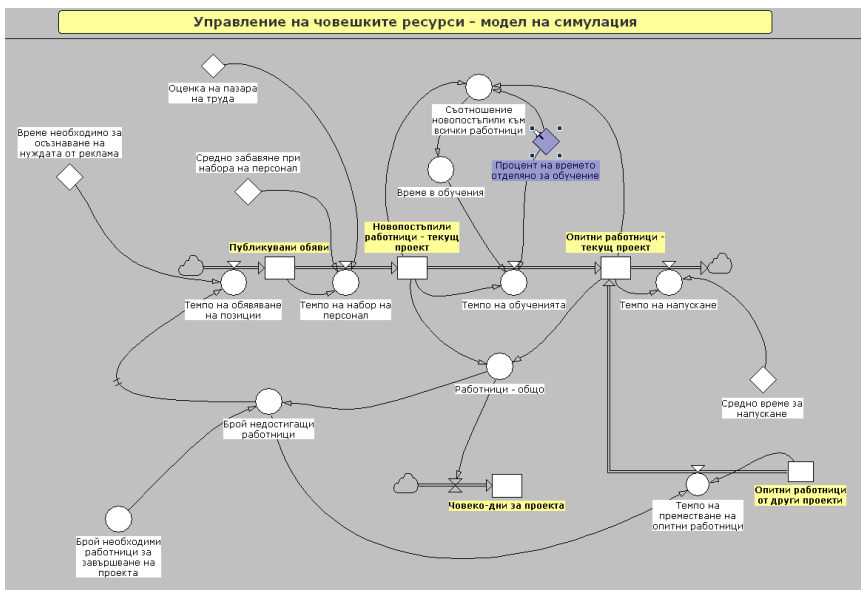 Управление на човешките ресурси – модел на симулация
Оценка на пазара
на труда
Съотношение
новопостъпили към
всички работници
Време необходимо за
осъзнаване на
нуждата от реклама
Средно забавяне при
набора на персонал
Процент на времето
отделяно за обучение
Време в обучения
Новопостъпили
работници - текущ
проект
Опитни работници -
текущ проект
Публикувани обяви
Темпо на обявяване
на позиции
Темпо на набор на
персонал
Темпо на обученията
Темпо на напускане
Работници - общо
Средно време за
напускане
Брой недостигащи
работници
Човеко-дни за проекта
Опитни работници
от други проекти
Темпо на
преместване на
опитни работници
Брой необходими
работници за
завършване на
проекта